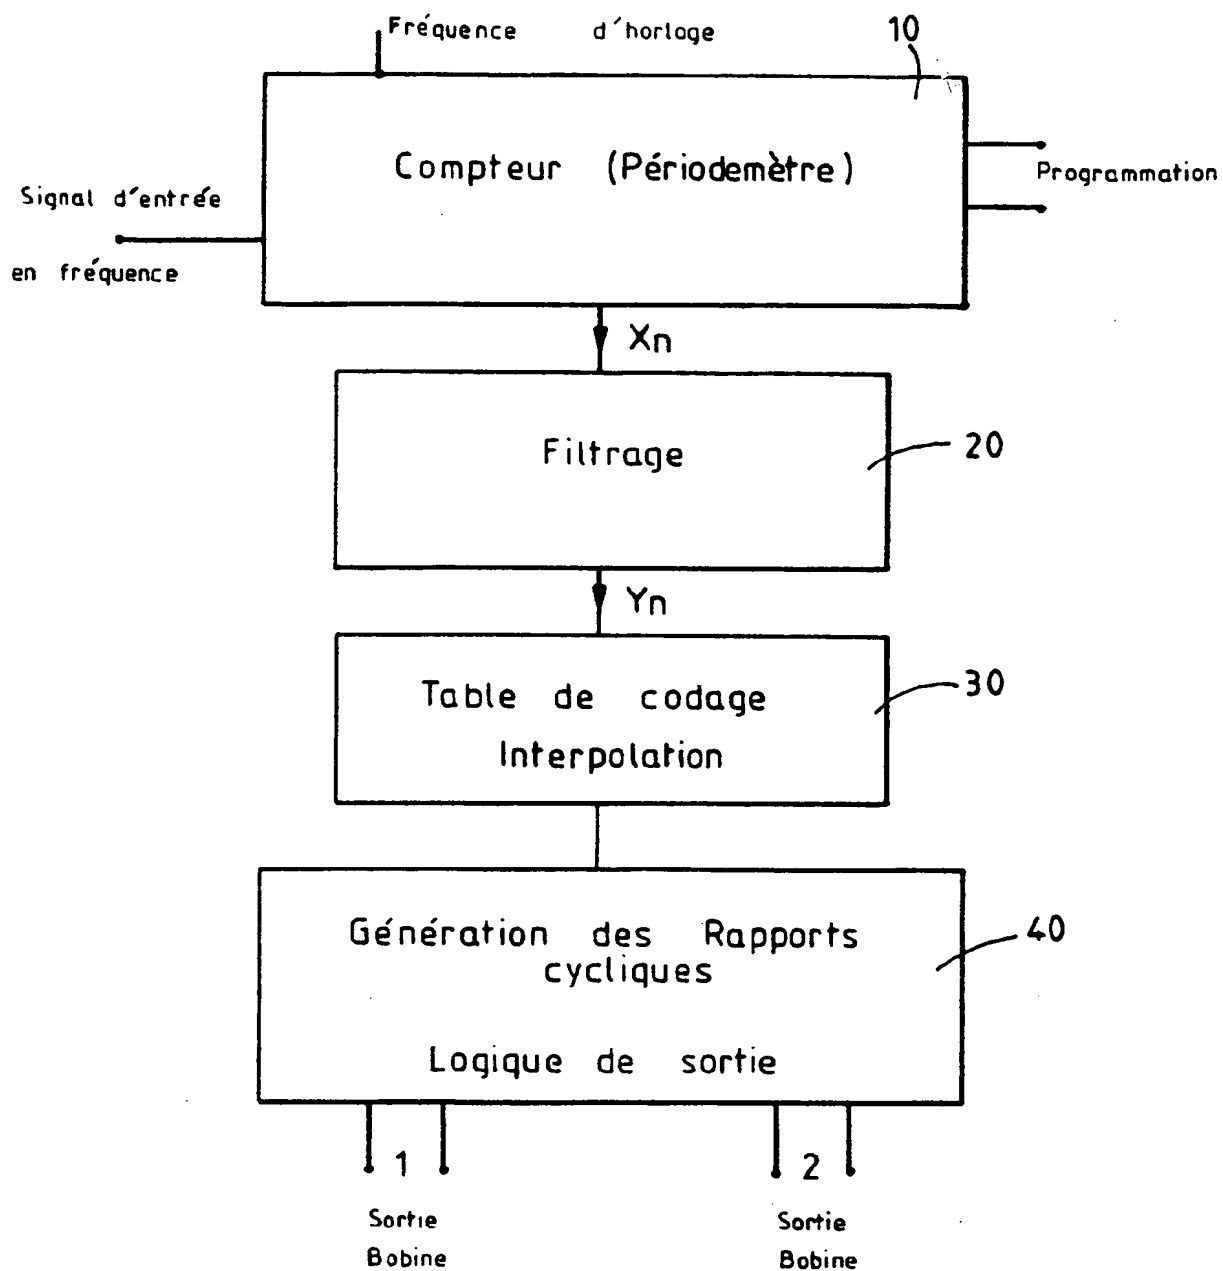 Fréquence d'horloge
10
Compteur (Périodemètre)
Programmation
Signal d'entrée
en fréquence
Xn
Filtrage
20
Yn
Table de codage
30
Interpolation
Génération des Rapports
cycliques
40
Logique de sortie
1
2
Sortie
Bobine
Sortie
Bobine